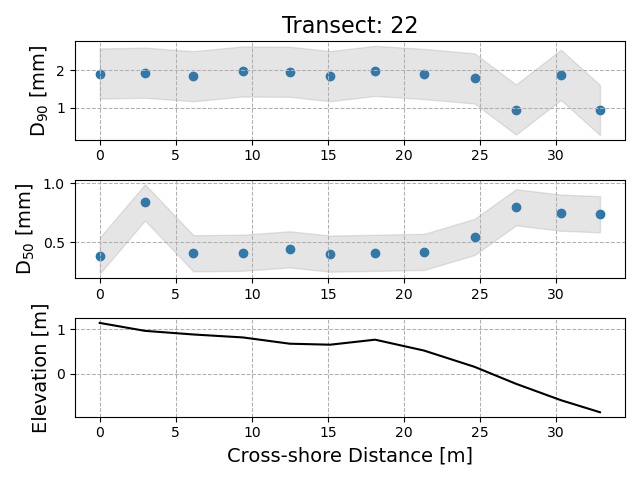 Transect: 22
D90 [mm]
2
1
0 5 10 15 20 25 30
D50 [mm]
1.0
0.5
0 5 10 15 20 25 30
Elevation [m]
1
0
0 5 10 15 20 25 30
Cross-shore Distance [m]